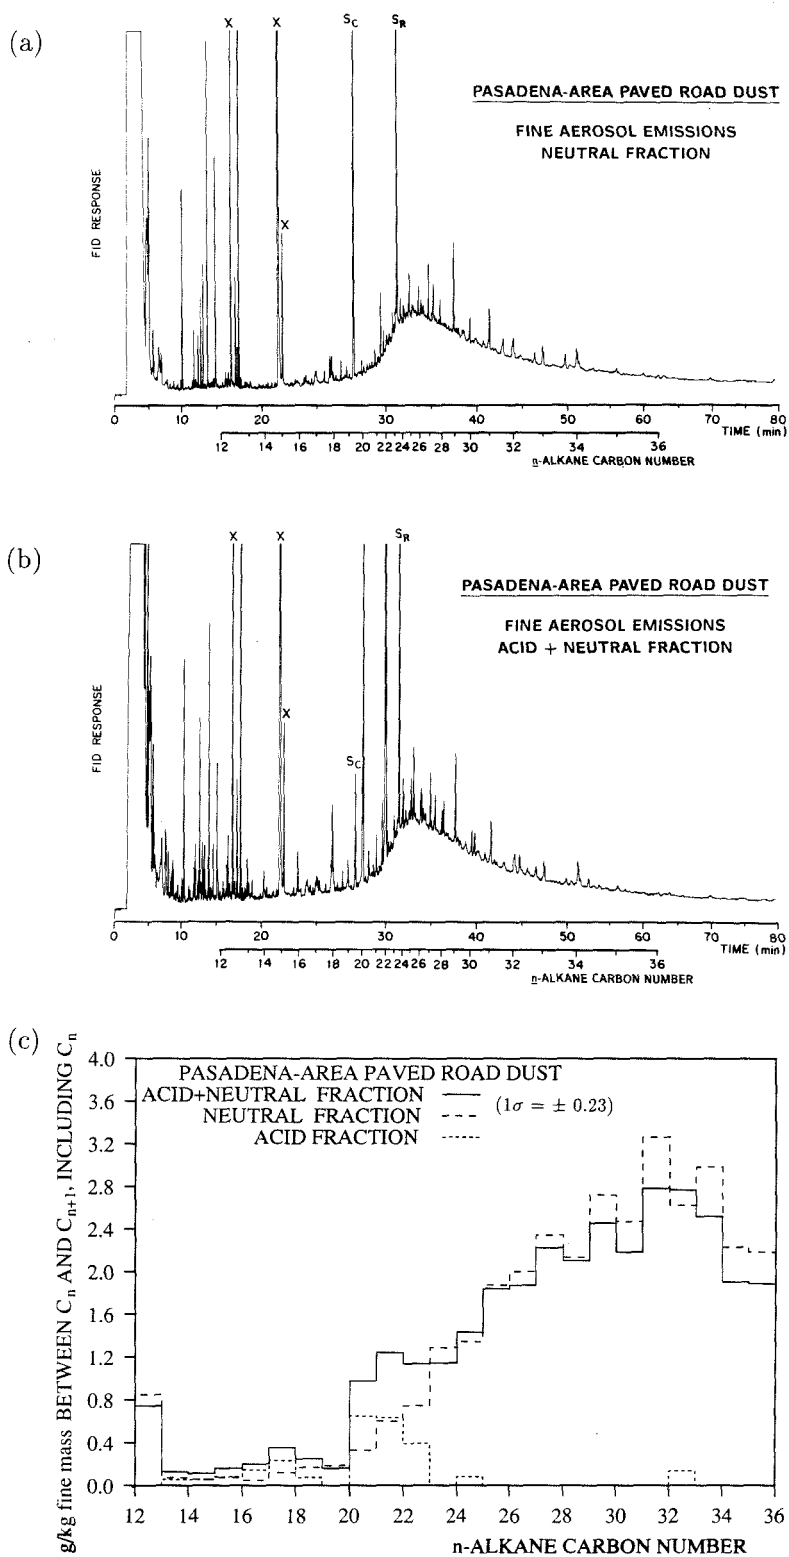 (a)
X X S_C S_R
X
PASADENA-AREA PAVED ROAD DUST
FINE AEROSOL EMISSIONS
NEUTRAL FRACTION
FID RESPONSE
0 10 20 30 40 50 60 70 80
TIME (min)
12 14 16 18 20 22 24 26 28 30 32 34 36
n-ALKANE CARBON NUMBER
(b)
X X S_R
X
S_C
PASADENA-AREA PAVED ROAD DUST
FINE AEROSOL EMISSIONS
ACID + NEUTRAL FRACTION
FID RESPONSE
0 10 20 30 40 50 60 70 80
TIME (min)
12 14 16 18 20 22 24 26 28 30 32 34 36
n-ALKANE CARBON NUMBER
(c)
g/kg fine mass BETWEEN C_n AND C_{n+1}, INCLUDING C_n
4.0
3.6
3.2
2.8
2.4
2.0
1.6
1.2
0.8
0.4
0.0
PASADENA-AREA PAVED ROAD DUST
ACID+NEUTRAL FRACTION
NEUTRAL FRACTION
ACID FRACTION
(1σ = ± 0.23)
12 14 16 18 20 22 24 26 28 30 32 34 36
n-ALKANE CARBON NUMBER